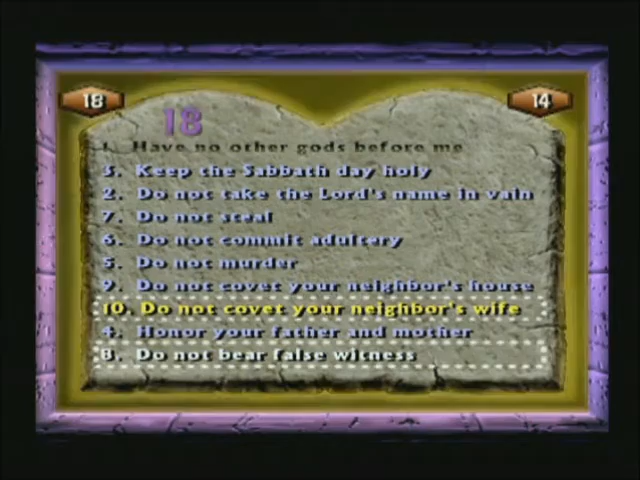 18
14
18
1. Have no other gods before me
3. Keep the Sabbath day holy
2. Do not take the Lord's name in vain
7. Do not steal
6. Do not commit adultery
5. Do not murder
9. Do not covet your neighbor's house
10. Do not covet your neighbor's wife
4. Honor your father and mother
8. Do not bear false witness